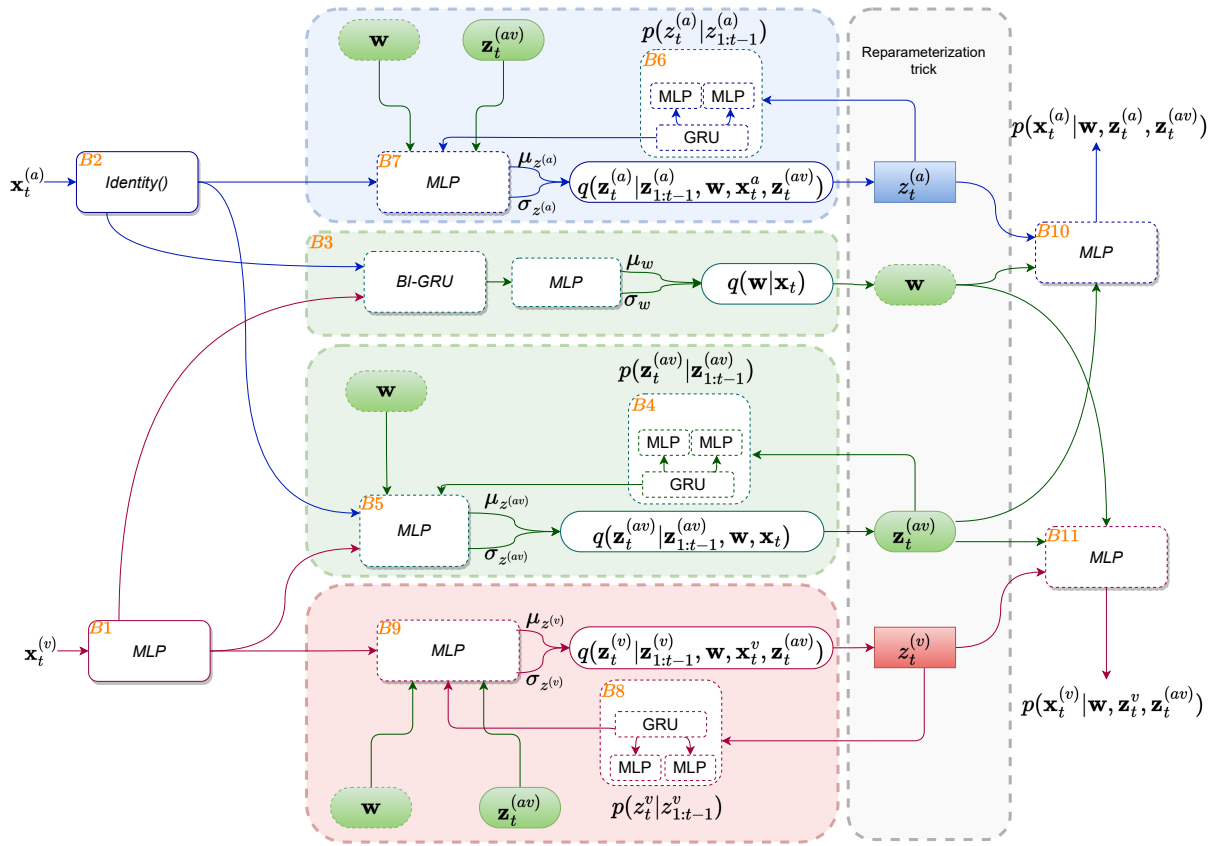 w
z_t^{(av)}
p(z_t^{(a)}|z_{1:t-1}^{(a)})
B6
MLP MLP
GRU
Reparameterization
trick
x_t^{(a)}
B2
Identity()
B7
MLP
μ_{z^{(a)}}
σ_{z^{(a)}}
q(z_t^{(a)}|z_{1:t-1}^{(a)}, w, x_t^a, z_t^{(av)})
z_t^{(a)}
p(x_t^{(a)}|w, z_t^{(a)}, z_t^{(av)})
B10
MLP
B3
BI-GRU
MLP
μ_w
σ_w
q(w|x_t)
w
w
p(z_t^{(av)}|z_{1:t-1}^{(av)})
B4
MLP MLP
GRU
B5
MLP
μ_{z^{(av)}}
σ_{z^{(av)}}
q(z_t^{(av)}|z_{1:t-1}^{(av)}, w, x_t)
z_t^{(av)}
B11
MLP
x_t^{(v)}
B1
MLP
B9
MLP
μ_{z^{(v)}}
σ_{z^{(v)}}
q(z_t^{(v)}|z_{1:t-1}^{(v)}, w, x_t^v, z_t^{(av)})
z_t^{(v)}
p(x_t^{(v)}|w, z_t^v, z_t^{(av)})
B8
GRU
MLP MLP
p(z_t^v|z_{1:t-1}^v)
w
z_t^{(av)}